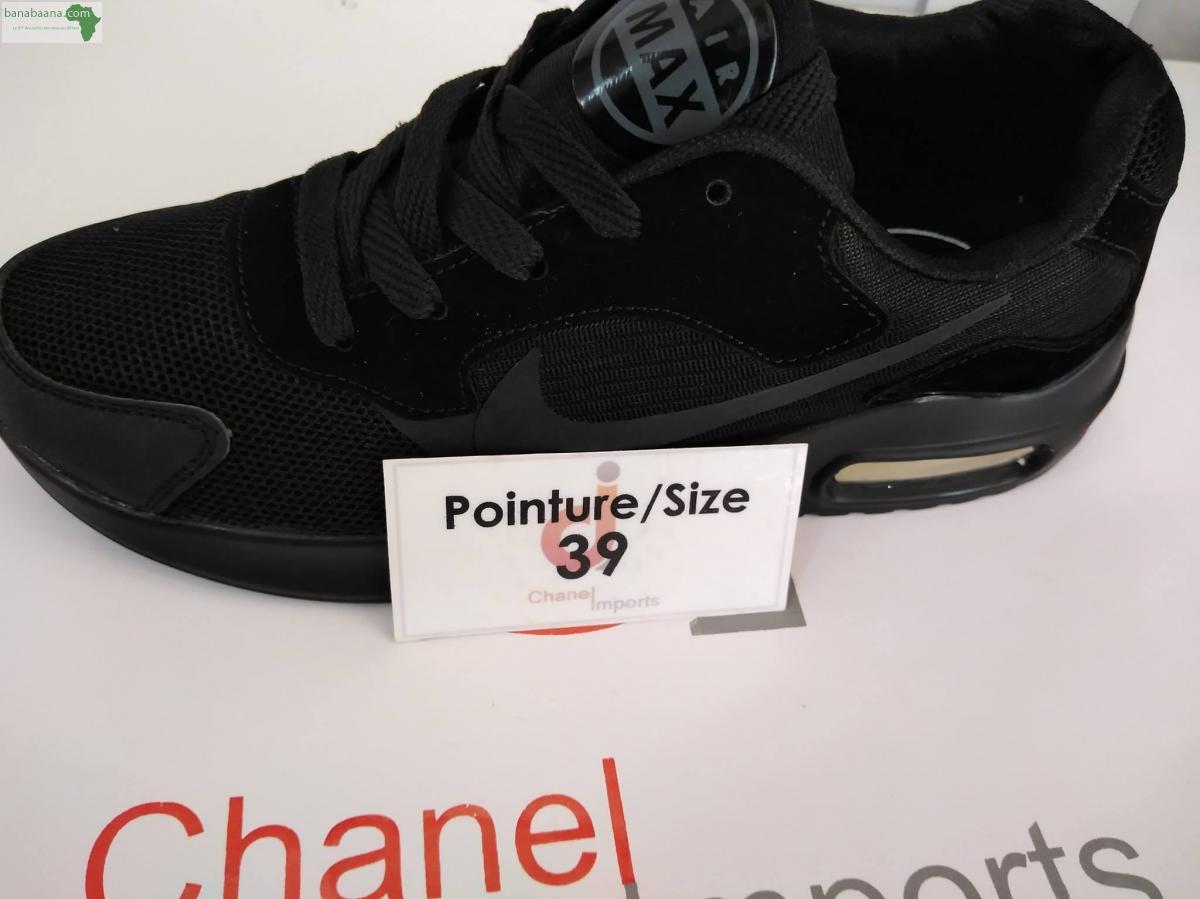 banabaana.com
AIR
MAX
Pointure/Size
39
Chanel Imports
Chanel